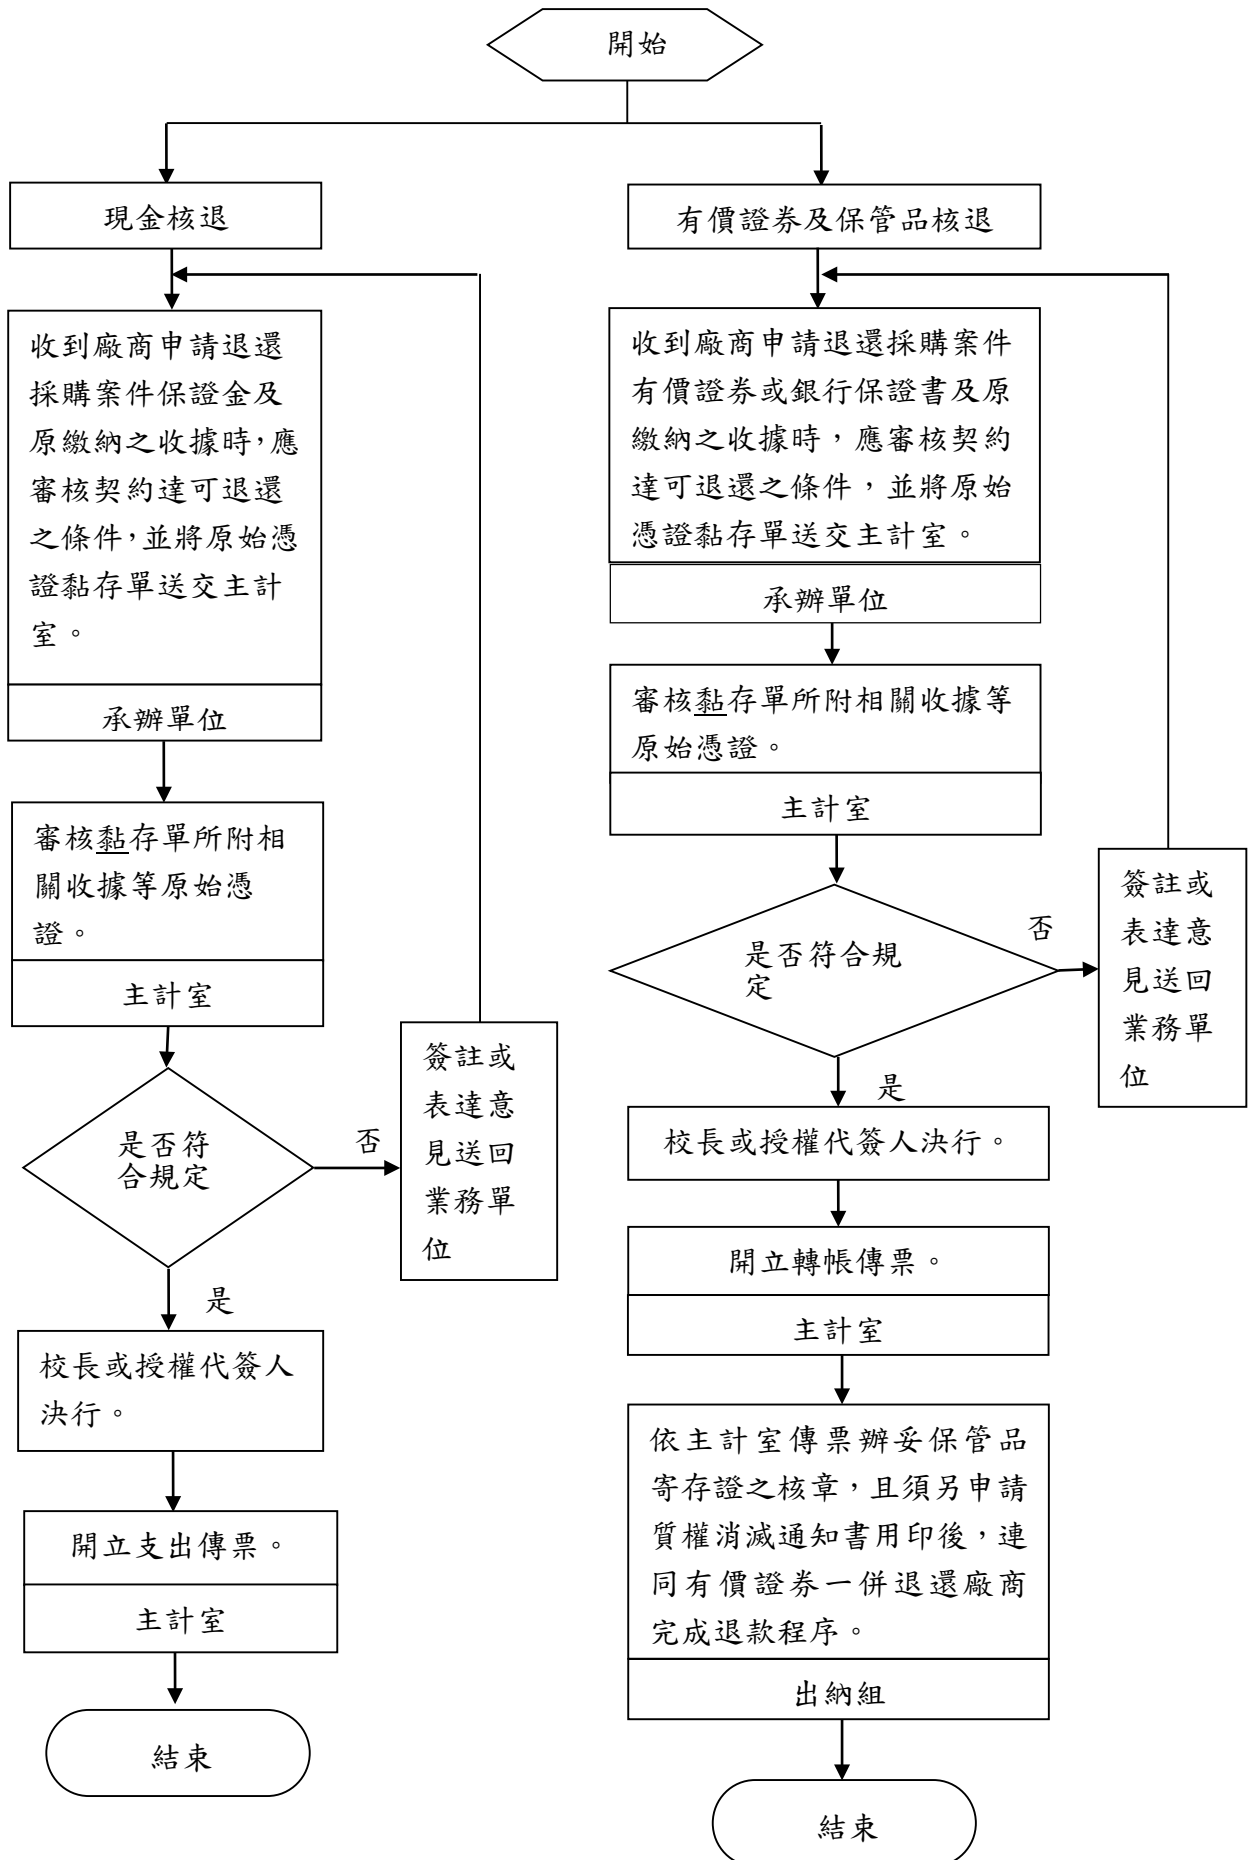 開始
現金核退
收到廠商申請退還
採購案件保證金及
原繳納之收據時，應
審核契約達可退還
之條件，並將原始憑
證黏存單送交主計
室。
承辦單位
審核黏存單所附相
關收據等原始憑
證。
主計室
是否符
合規定
否
簽註或
表達意
見送回
業務單
位
是
校長或授權代簽人
決行。
開立支出傳票。
主計室
結束
有價證券及保管品核退
收到廠商申請退還採購案件
有價證券或銀行保證書及原
繳納之收據時，應審核契約
達可退還之條件，並將原始
憑證黏存單送交主計室。
承辦單位
審核黏存單所附相關收據等
原始憑證。
主計室
是否符合規
定
否
簽註或
表達意
見送回
業務單
位
是
校長或授權代簽人決行。
開立轉帳傳票。
主計室
依主計室傳票辦妥保管品
寄存證之核章，且須另申請
質權消滅通知書用印後，連
同有價證券一併退還廠商
完成退款程序。
出納組
結束